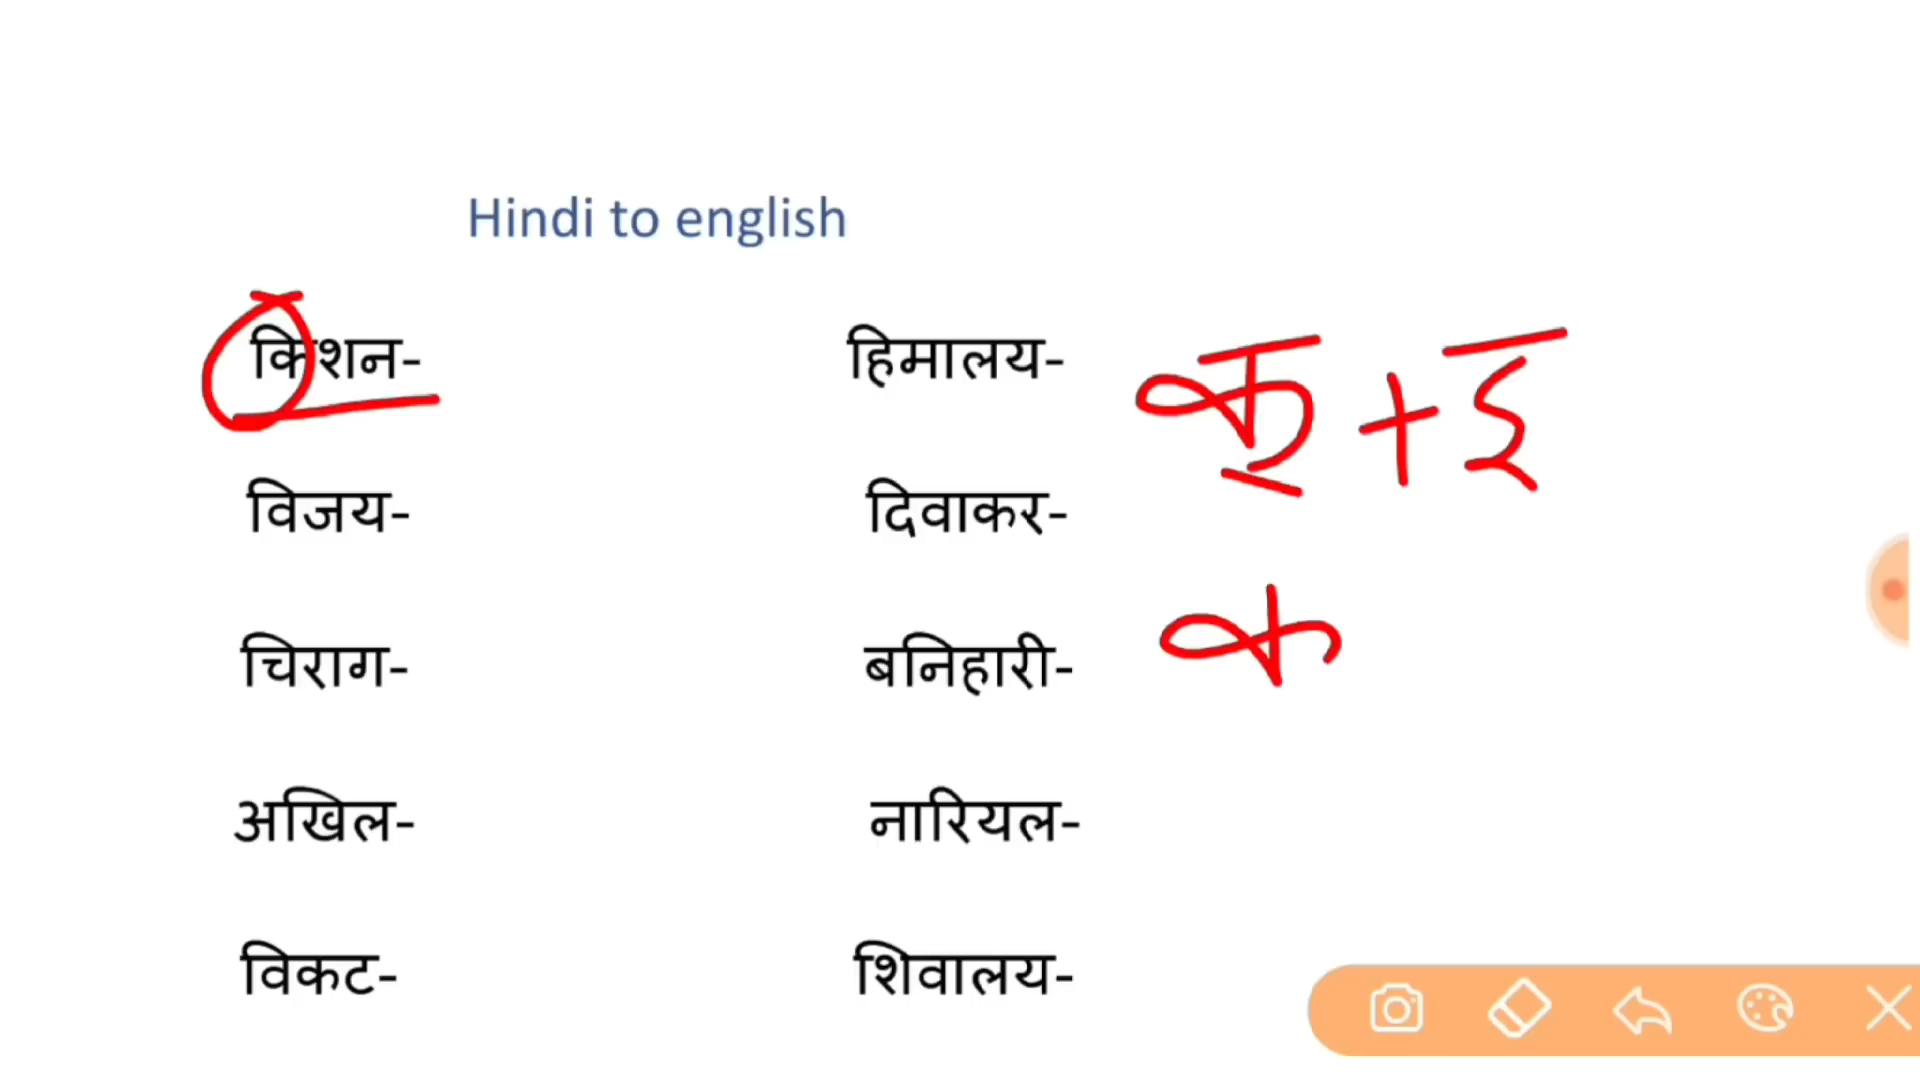 Hindi to english
किशन- हिमालय- क् + इ
विजय- दिवाकर-
चिराग- बनिहारी- क
अखिल- नारियल-
विकट- शिवालय-